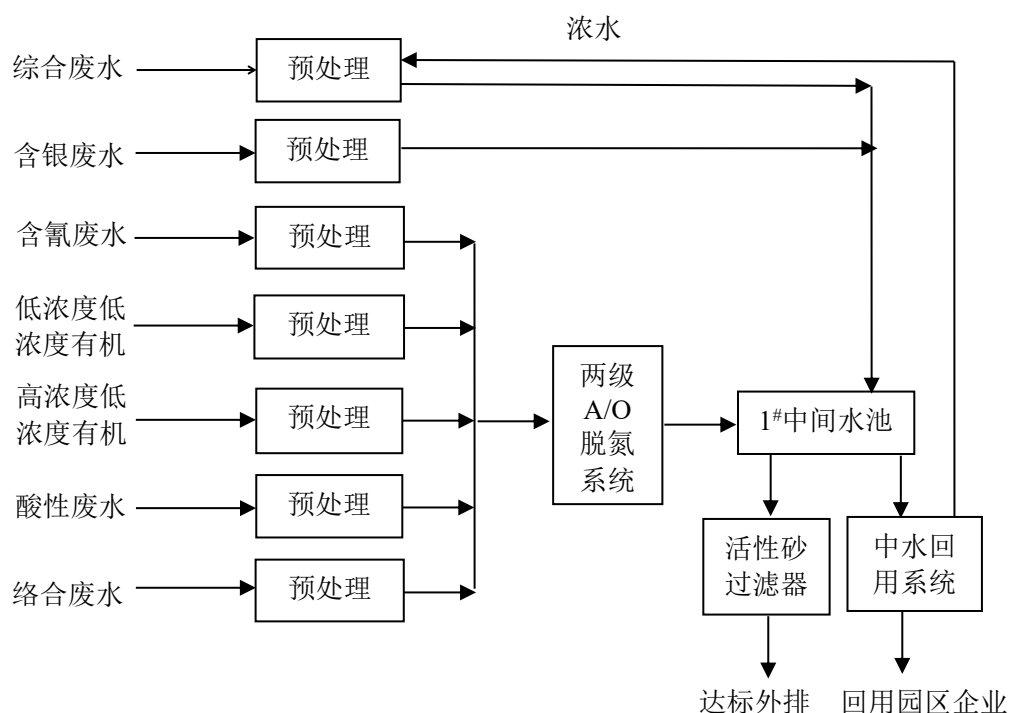 浓水
综合废水
预处理
含银废水
预处理
含氰废水
预处理
低浓度低
浓度有机
预处理
高浓度低
浓度有机
预处理
酸性废水
预处理
络合废水
预处理
两级
A/O
脱氮
系统
1#中间水池
活性砂
过滤器
中水回
用系统
达标外排
回用园区企业